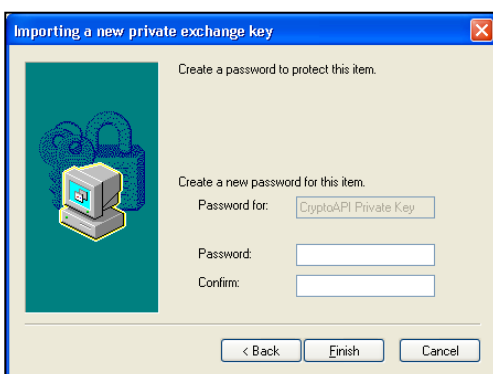 Importing a new private exchange key
Create a password to protect this item.
Create a new password for this item.
Password for: CryptoAPI Private Key
Password:
Confirm:
< Back Finish Cancel